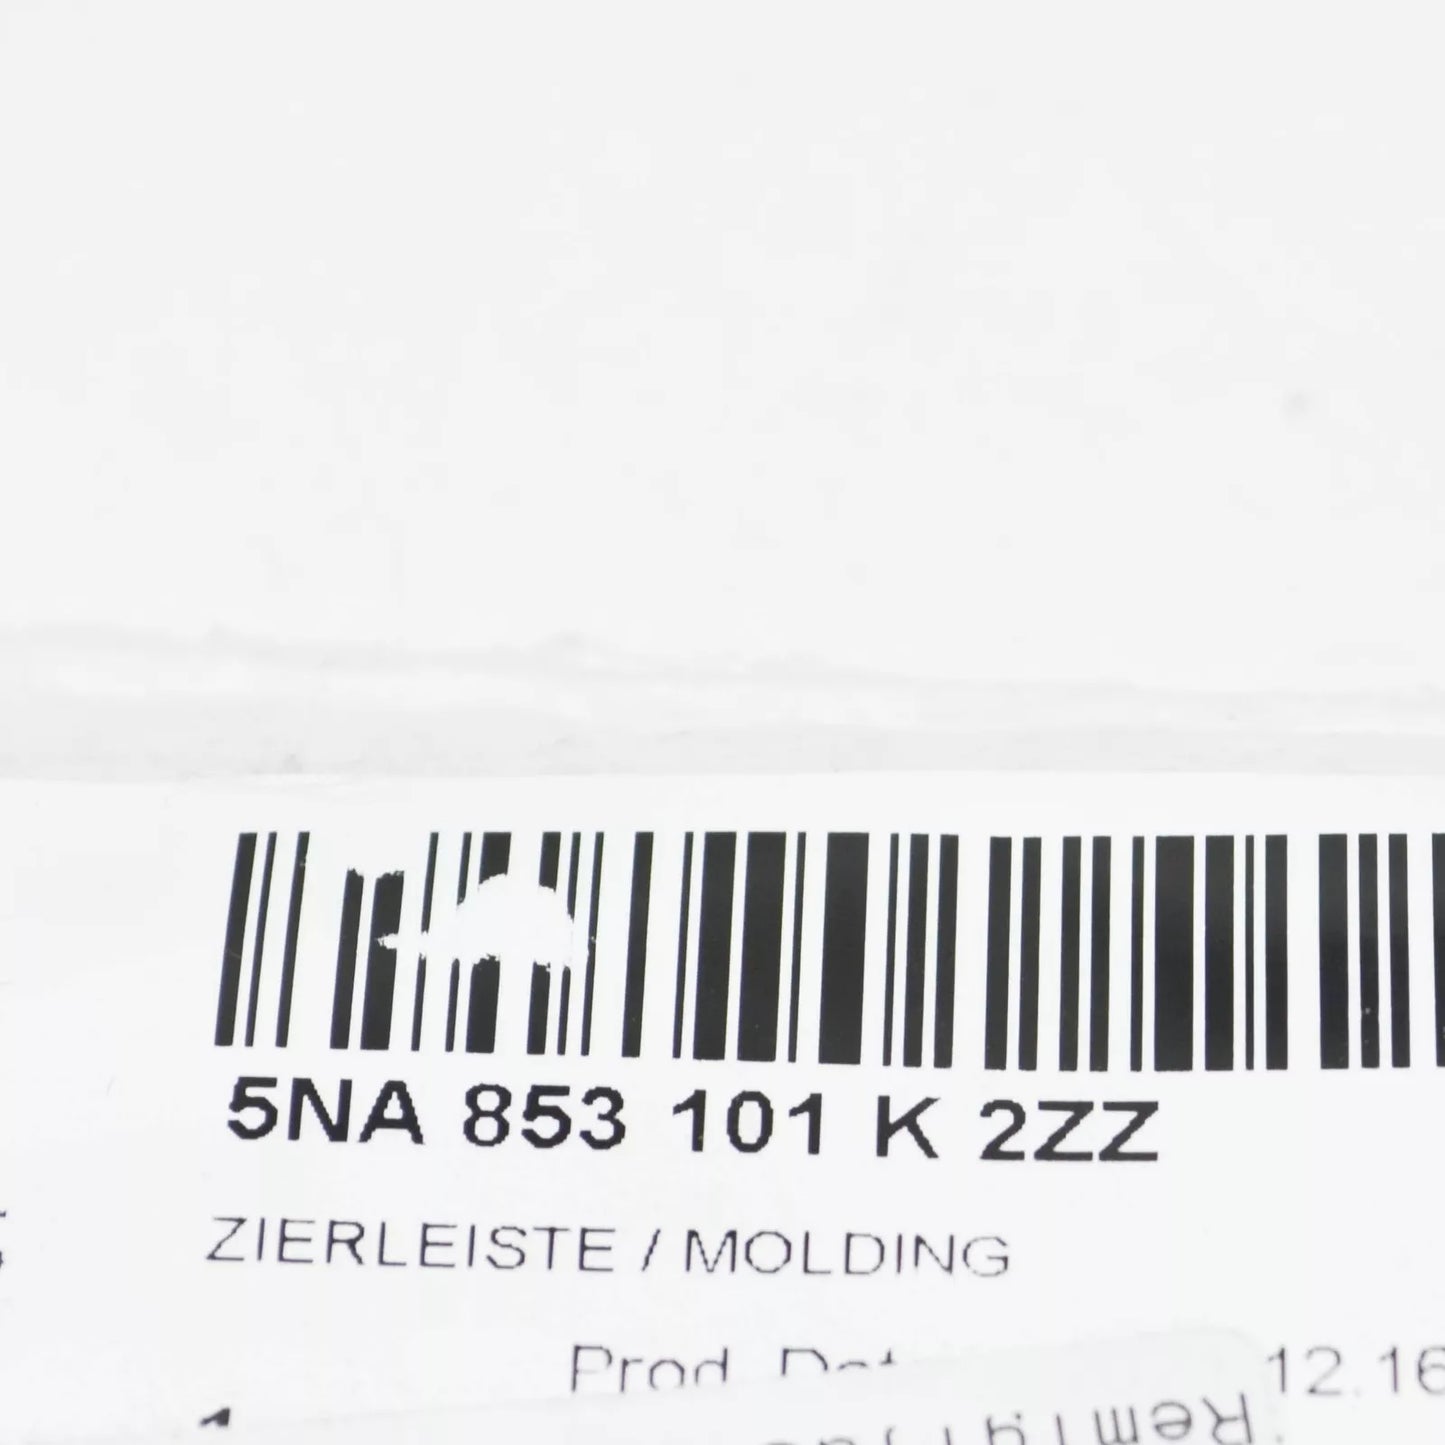 5NA 853 101 K 2ZZ
ZIERLEISTE / MOLDING
Prod. Dat 12.16